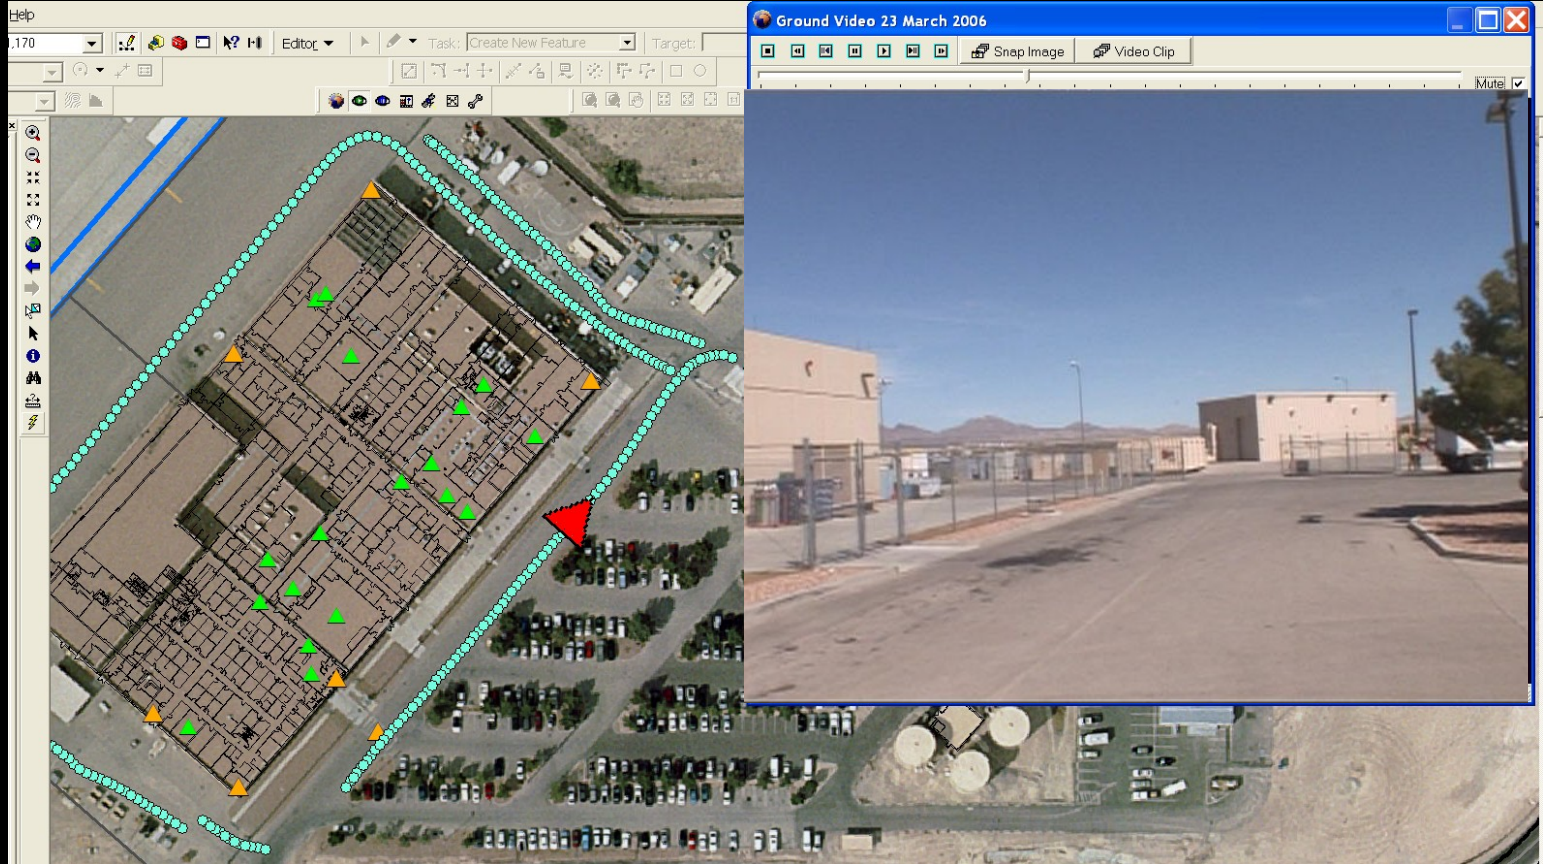 Help
Ground Video 23 March 2006
,170
Editor
Task:
Create New Feature
Target:
Snap Image
Video Clip
Mute